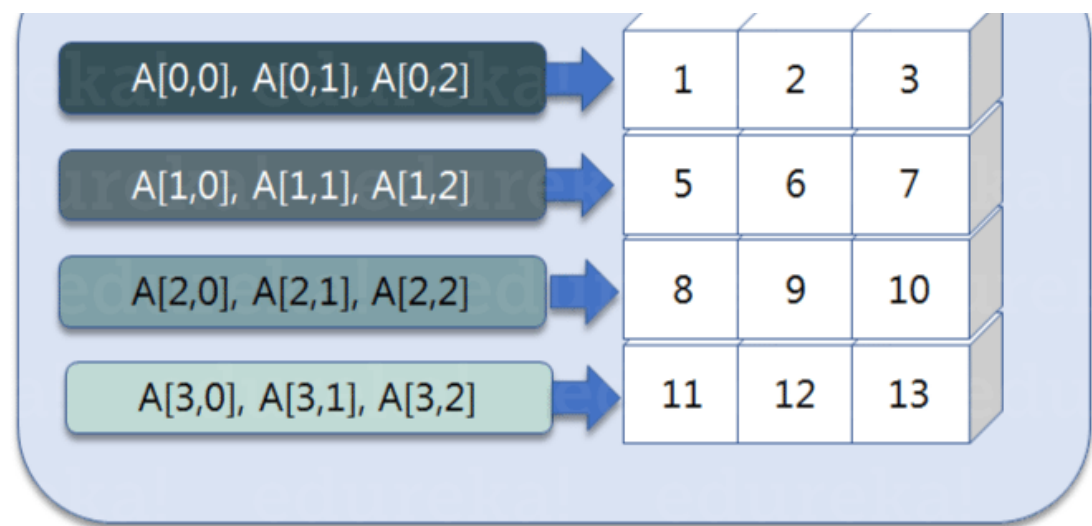 A[0,0], A[0,1], A[0,2] 1 2 3
A[1,0], A[1,1], A[1,2] 5 6 7
A[2,0], A[2,1], A[2,2] 8 9 10
A[3,0], A[3,1], A[3,2] 11 12 13